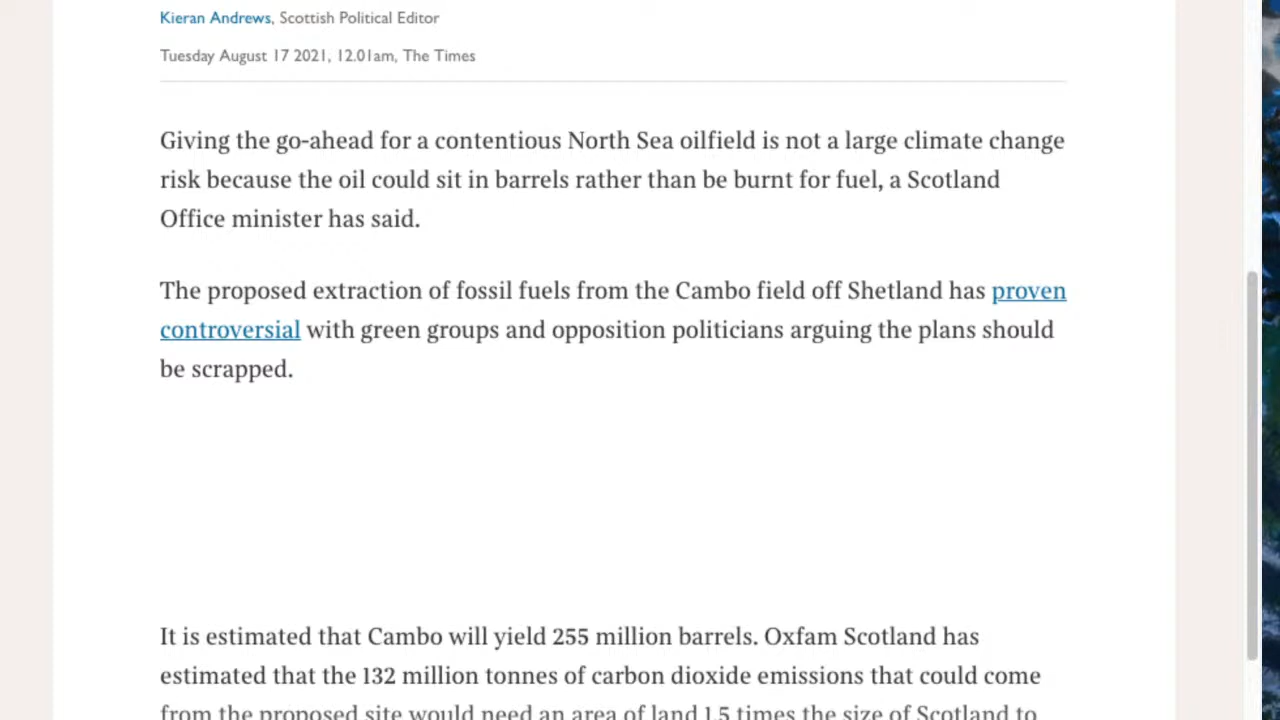 Kieran Andrews, Scottish Political Editor
Tuesday August 17 2021, 12.01am, The Times
Giving the go-ahead for a contentious North Sea oilfield is not a large climate change
risk because the oil could sit in barrels rather than be burnt for fuel, a Scotland
Office minister has said.
The proposed extraction of fossil fuels from the Cambo field off Shetland has proven
controversial with green groups and opposition politicians arguing the plans should
be scrapped.
It is estimated that Cambo will yield 255 million barrels. Oxfam Scotland has
estimated that the 132 million tonnes of carbon dioxide emissions that could come
from the proposed site would need an area of land 1.5 times the size of Scotland to